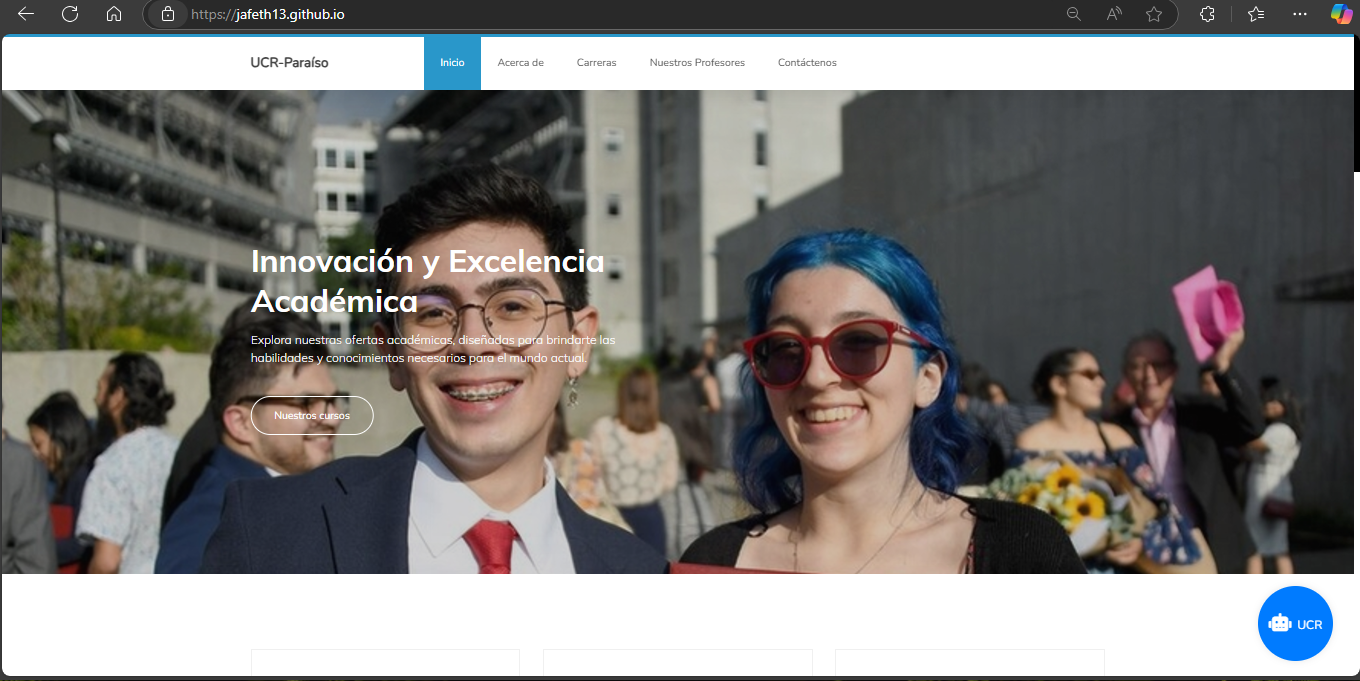 https://jafeth13.github.io
UCR-Paraíso
Inicio
Acerca de
Carreras
Nuestros Profesores
Contáctenos
Innovación y Excelencia
Académica
Explora nuestras ofertas académicas, diseñadas para brindarte las
habilidades y conocimientos necesarios para el mundo actual.
Nuestros cursos
UCR